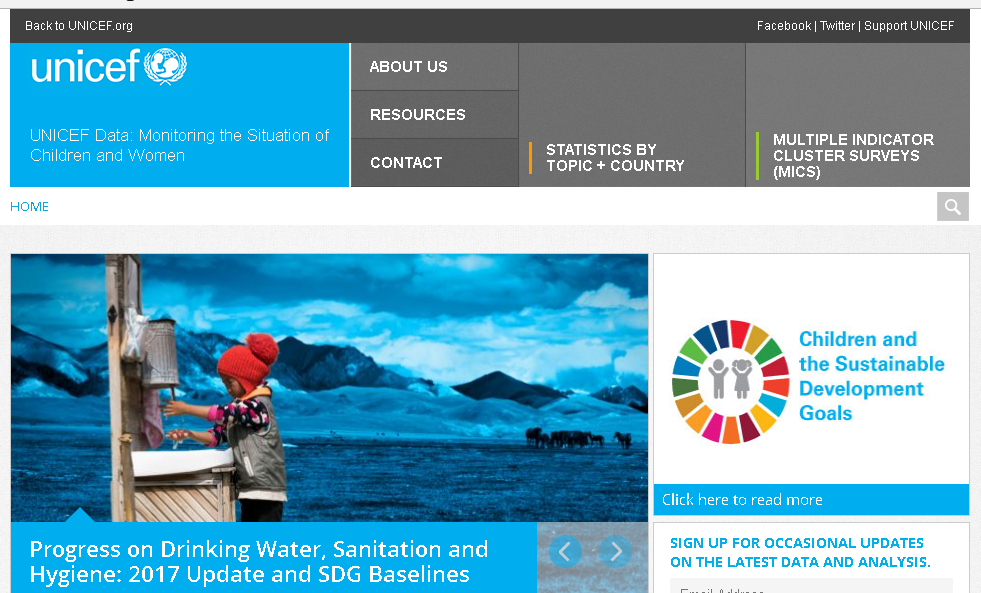 Back to UNICEF.org
Facebook | Twitter | Support UNICEF
unicef
UNICEF Data: Monitoring the Situation of
Children and Women
ABOUT US
RESOURCES
CONTACT
STATISTICS BY
TOPIC + COUNTRY
MULTIPLE INDICATOR
CLUSTER SURVEYS
(MICS)
HOME
Children and
the Sustainable
Development
Goals
Click here to read more
Progress on Drinking Water, Sanitation and
Hygiene: 2017 Update and SDG Baselines
SIGN UP FOR OCCASIONAL UPDATES
ON THE LATEST DATA AND ANALYSIS.
Email Address